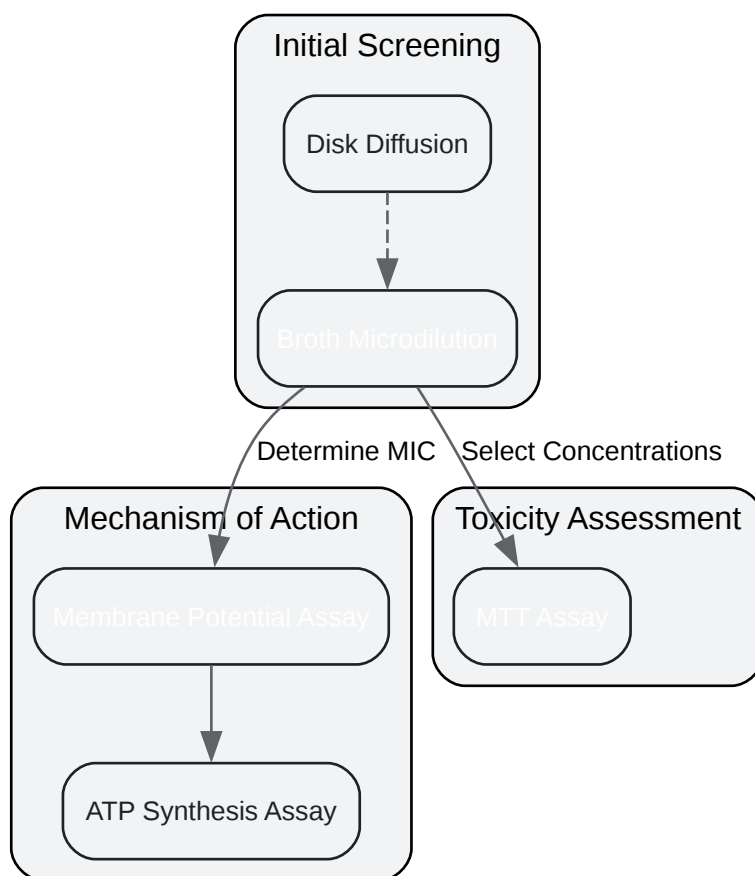 Initial Screening
Disk Diffusion
Broth Microdilution
Determine MIC
Select Concentrations
Mechanism of Action
Toxicity Assessment
Membrane Potential Assay
MTT Assay
ATP Synthesis Assay